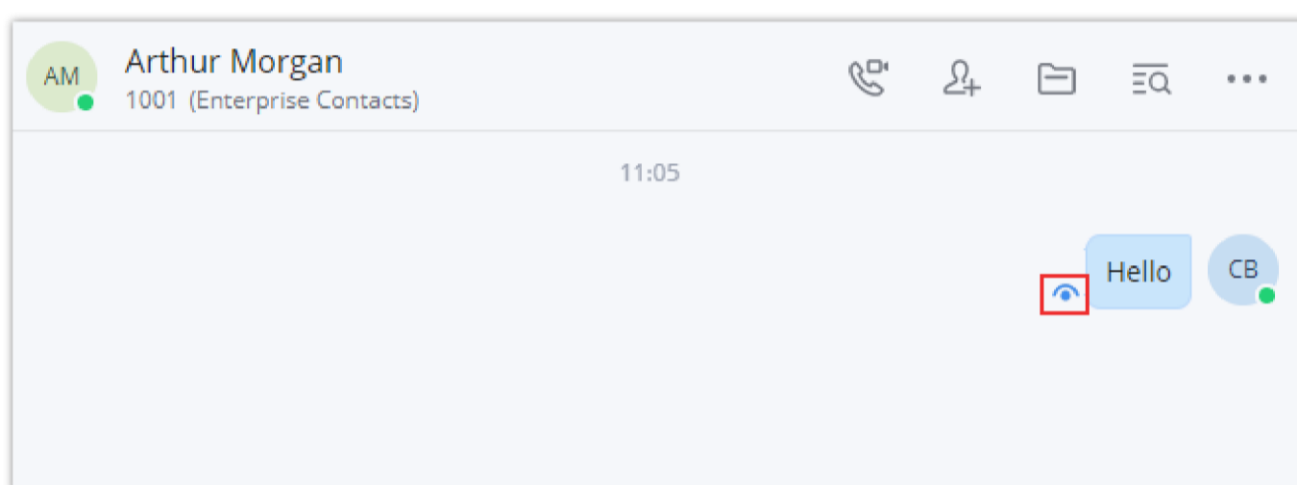 AM
Arthur Morgan
1001 (Enterprise Contacts)
11:05
Hello
CB